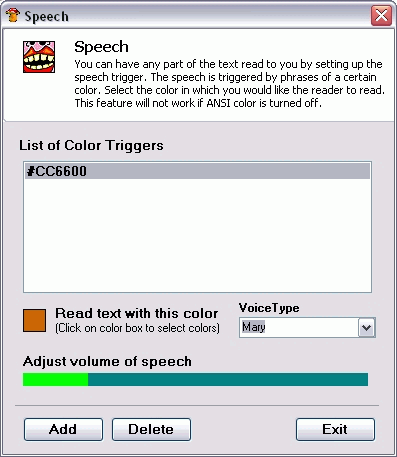 Speech
Speech
You can have any part of the text read to you by setting up the
speech trigger. The speech is triggered by phrases of a certain
color. Select the color in which you would like the reader to read.
This feature will not work if ANSI color is turned off.
List of Color Triggers
#CC6600
Read text with this color
(Click on color box to select colors)
VoiceType
Mary
Adjust volume of speech
Add
Delete
Exit